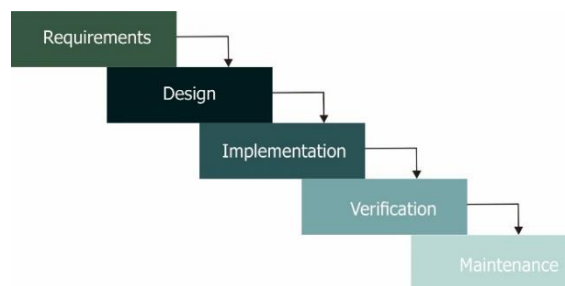 Requirements
Design
Implementation
Verification
Maintenance